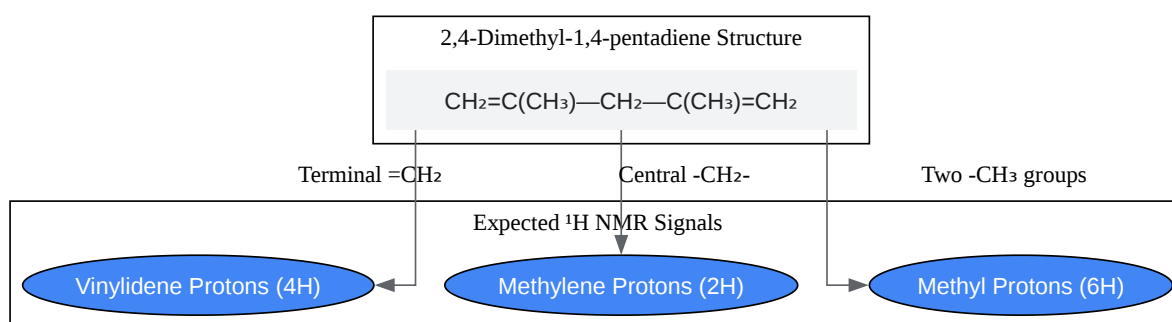 2,4-Dimethyl-1,4-pentadiene Structure
CH₂=C(CH₃)—CH₂—C(CH₃)=CH₂
Terminal =CH₂
Central -CH₂-
Two -CH₃ groups
Expected ¹H NMR Signals
Vinylidene Protons (4H)
Methylene Protons (2H)
Methyl Protons (6H)